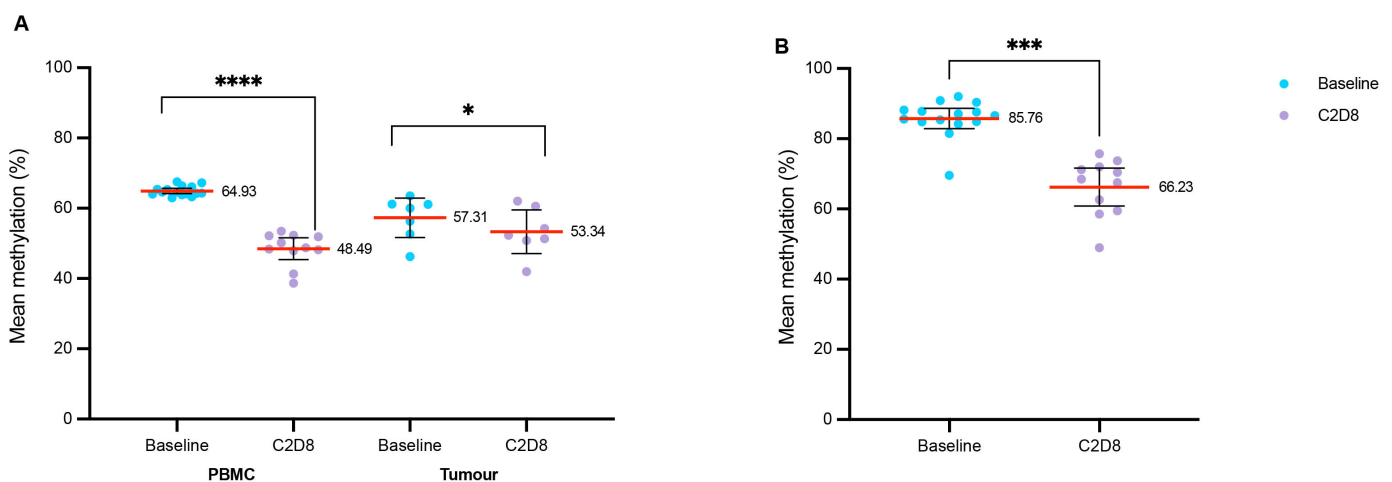 A
Mean methylation (%)
100
80
60
40
20
0
****
*
64.93
48.49
57.31
53.34
Baseline
C2D8
Baseline
C2D8
PBMC
Tumour
B
Mean methylation (%)
100
80
60
40
20
0
***
85.76
66.23
Baseline
C2D8
Baseline
C2D8